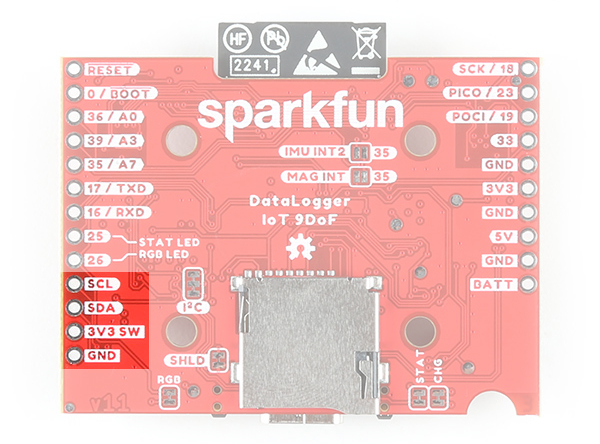 HF
Pb
2241.
RESET
0 / BOOT
36 / A0
39 / A3
35 / A7
17 / TXD
16 / RXD
25
STAT LED
26
RGB LED
SCL
SDA
3V3 SW
GND
SCK / 18
PICO / 23
POCI / 19
33
GND
3V3
GND
5V
GND
BATT
sparkfun
IMU INT2 35
MAG INT 35
DataLogger
IoT 9DoF
I²C
SHLD
RGB
STAT
CHG
v11